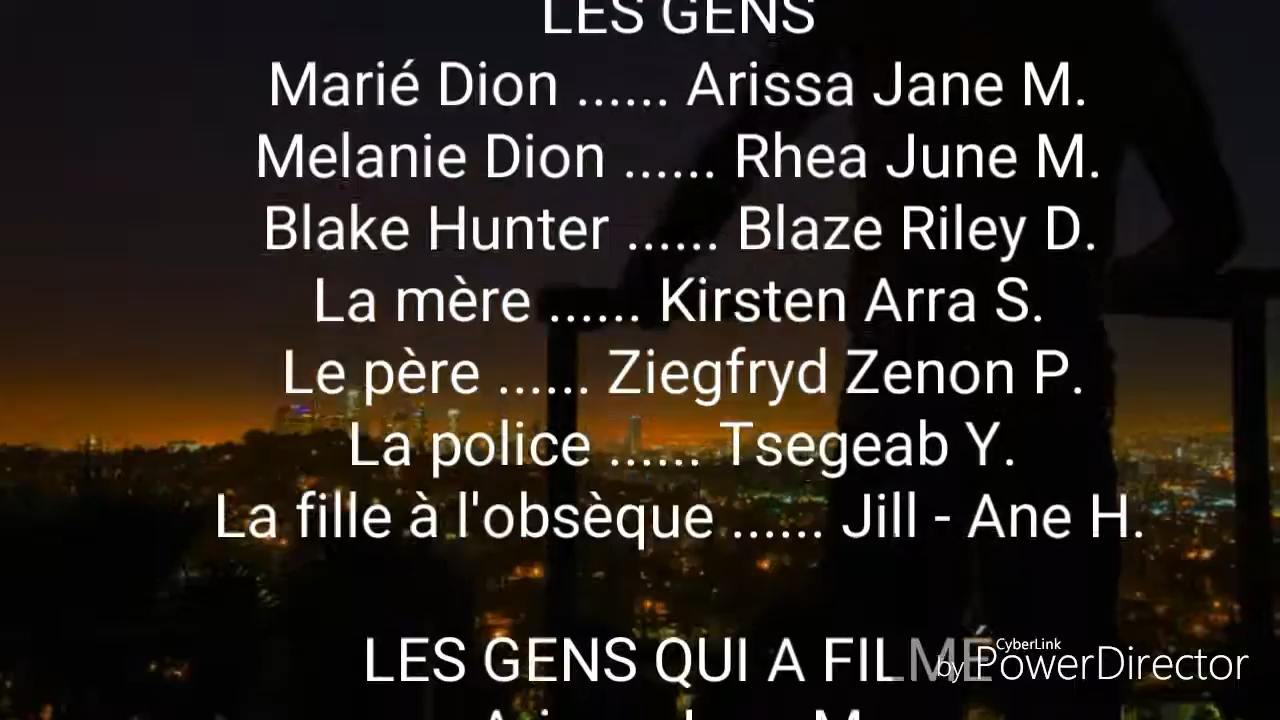 LES GENS
Marié Dion ...... Arissa Jane M.
Melanie Dion ...... Rhea June M.
Blake Hunter ...... Blaze Riley D.
La mère ...... Kirsten Arra S.
Le père ...... Ziegfryd Zenon P.
La police ...... Tsegeab Y.
La fille à l'obsèque ...... Jill - Ane H.
LES GENS QUI A FILMÉ
CyberLink
by PowerDirector